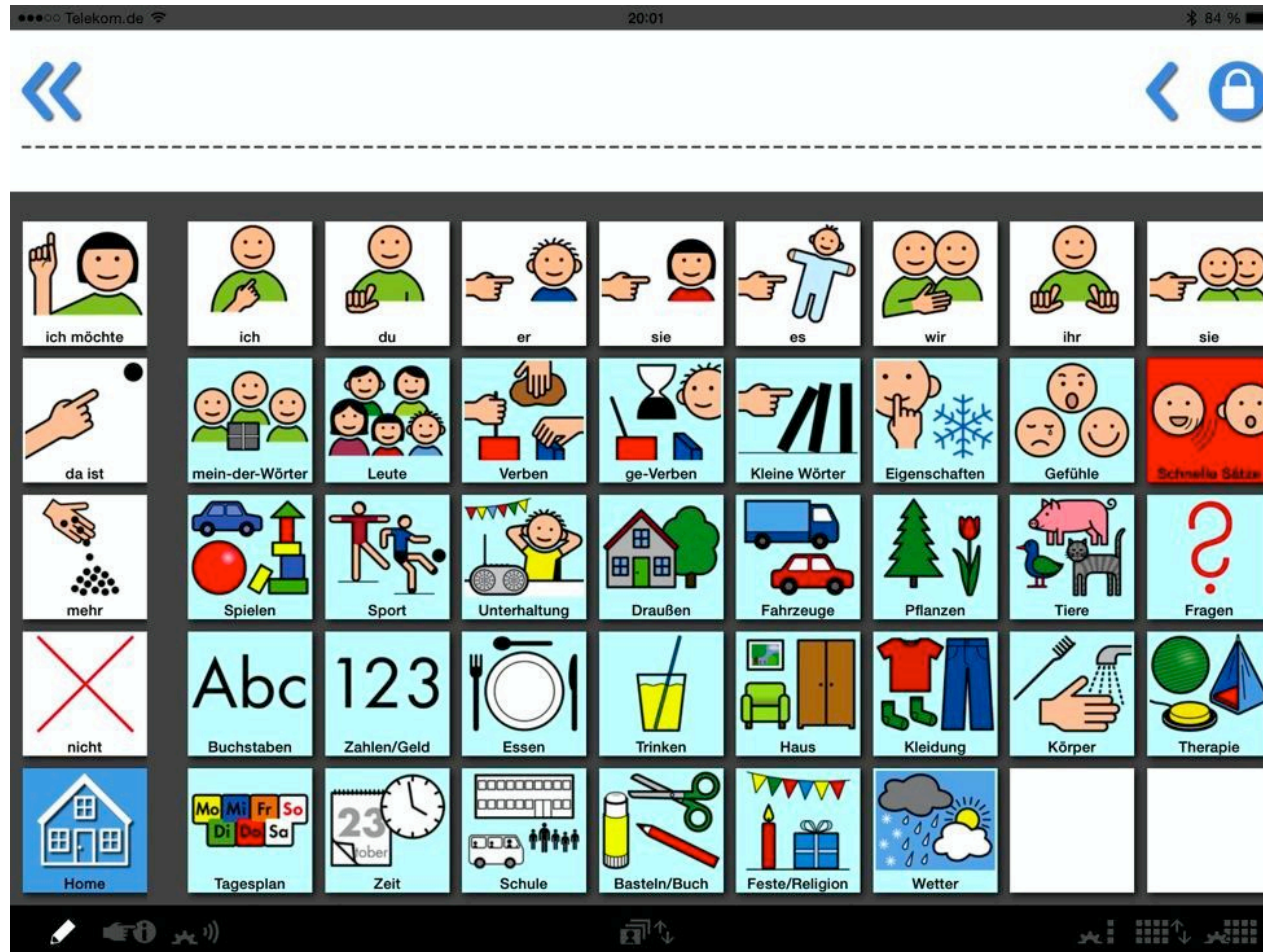 Telekom.de 20:01 84 %
ich möchte ich du er sie es wir ihr sie
da ist mein-der-Wörter Leute Verben ge-Verben Kleine Wörter Eigenschaften Gefühle Schnelle Sätze
mehr Spielen Sport Unterhaltung Draußen Fahrzeuge Pflanzen Tiere Fragen
Abc 123
nicht Buchstaben Zahlen/Geld Essen Trinken Haus Kleidung Körper Therapie
Mo Mi Fr So
Di Do Sa
23
tober
Home Tagesplan Zeit Schule Basteln/Buch Feste/Religion Wetter